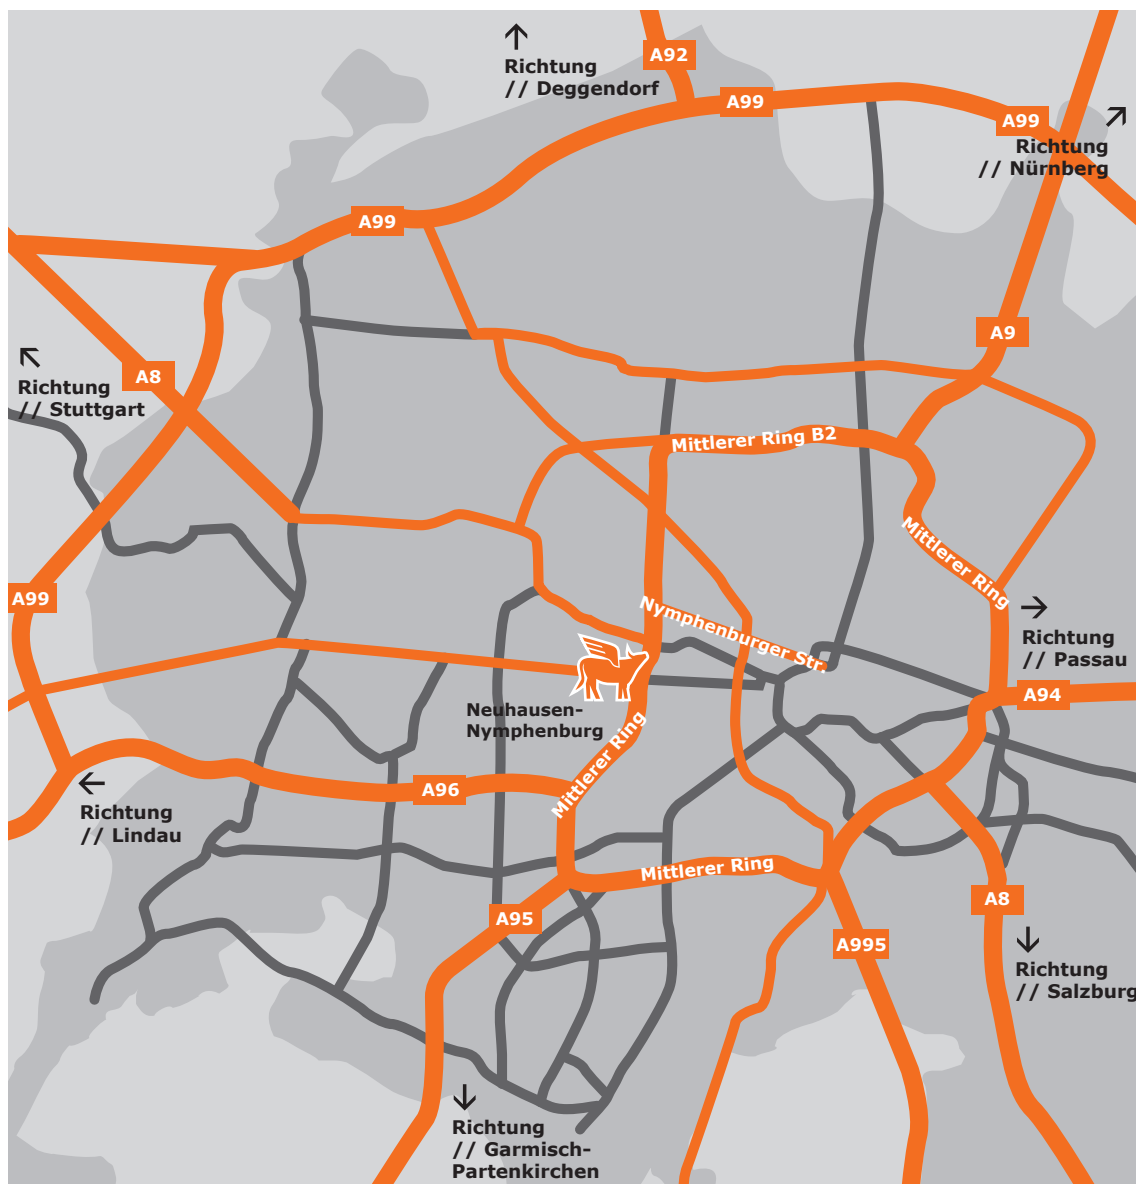 A92
Richtung
// Deggendorf
A99
A99
Richtung
// Nürnberg
A99
A9
A8
Richtung
// Stuttgart
Mittlerer Ring B2
Mittlerer Ring
A99
Nymphenburger Str.
Richtung
// Passau
A94
Neuhausen-
Nymphenburg
Mittlerer Ring
A96
Richtung
// Lindau
Mittlerer Ring
A95
A8
A995
Richtung
// Salzburg
Richtung
// Garmisch-
Partenkirchen